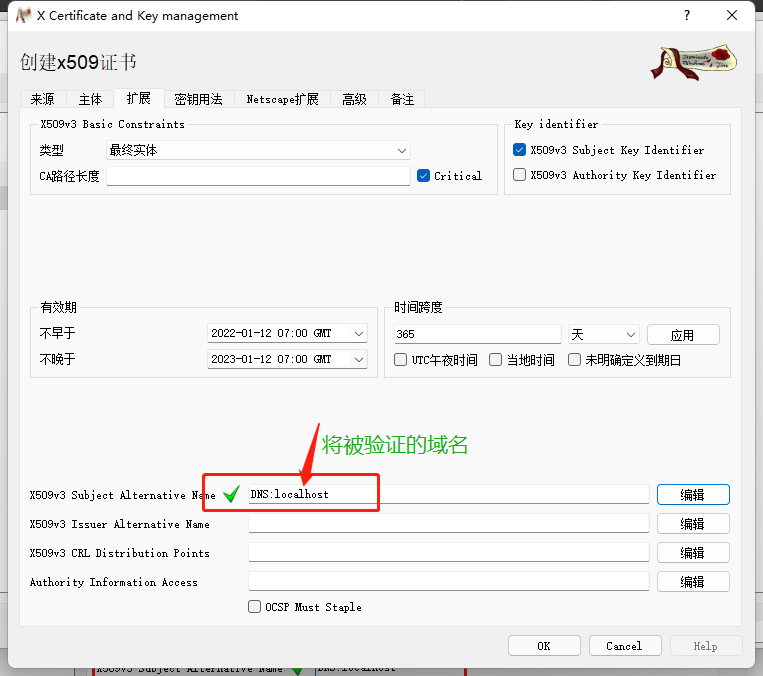 X Certificate and Key management
?
创建x509证书
来源 主体 扩展 密钥用法 Netscape扩展 高级 备注
X509v3 Basic Constraints
类型 最终实体
CA路径长度 Critical
Key identifier
X509v3 Subject Key Identifier
X509v3 Authority Key Identifier
有效期
不早于 2022-01-12 07:00 GMT
不晚于 2023-01-12 07:00 GMT
时间跨度
365 天 应用
UTC午夜时间 当地时间 未明确定义到期日
将被验证的域名
X509v3 Subject Alternative Name DNS:localhost 编辑
X509v3 Issuer Alternative Name 编辑
X509v3 CRL Distribution Points 编辑
Authority Information Access 编辑
OCSP Must Staple
OK Cancel Help
X509v3 Subject Alternative Name DNS:localhost